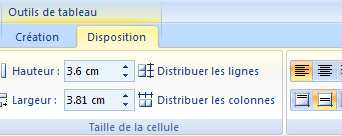 Outils de tableau
Création Disposition
Hauteur : 3.6 cm Distribuer les lignes
Largeur : 3.81 cm Distribuer les colonnes
Taille de la cellule